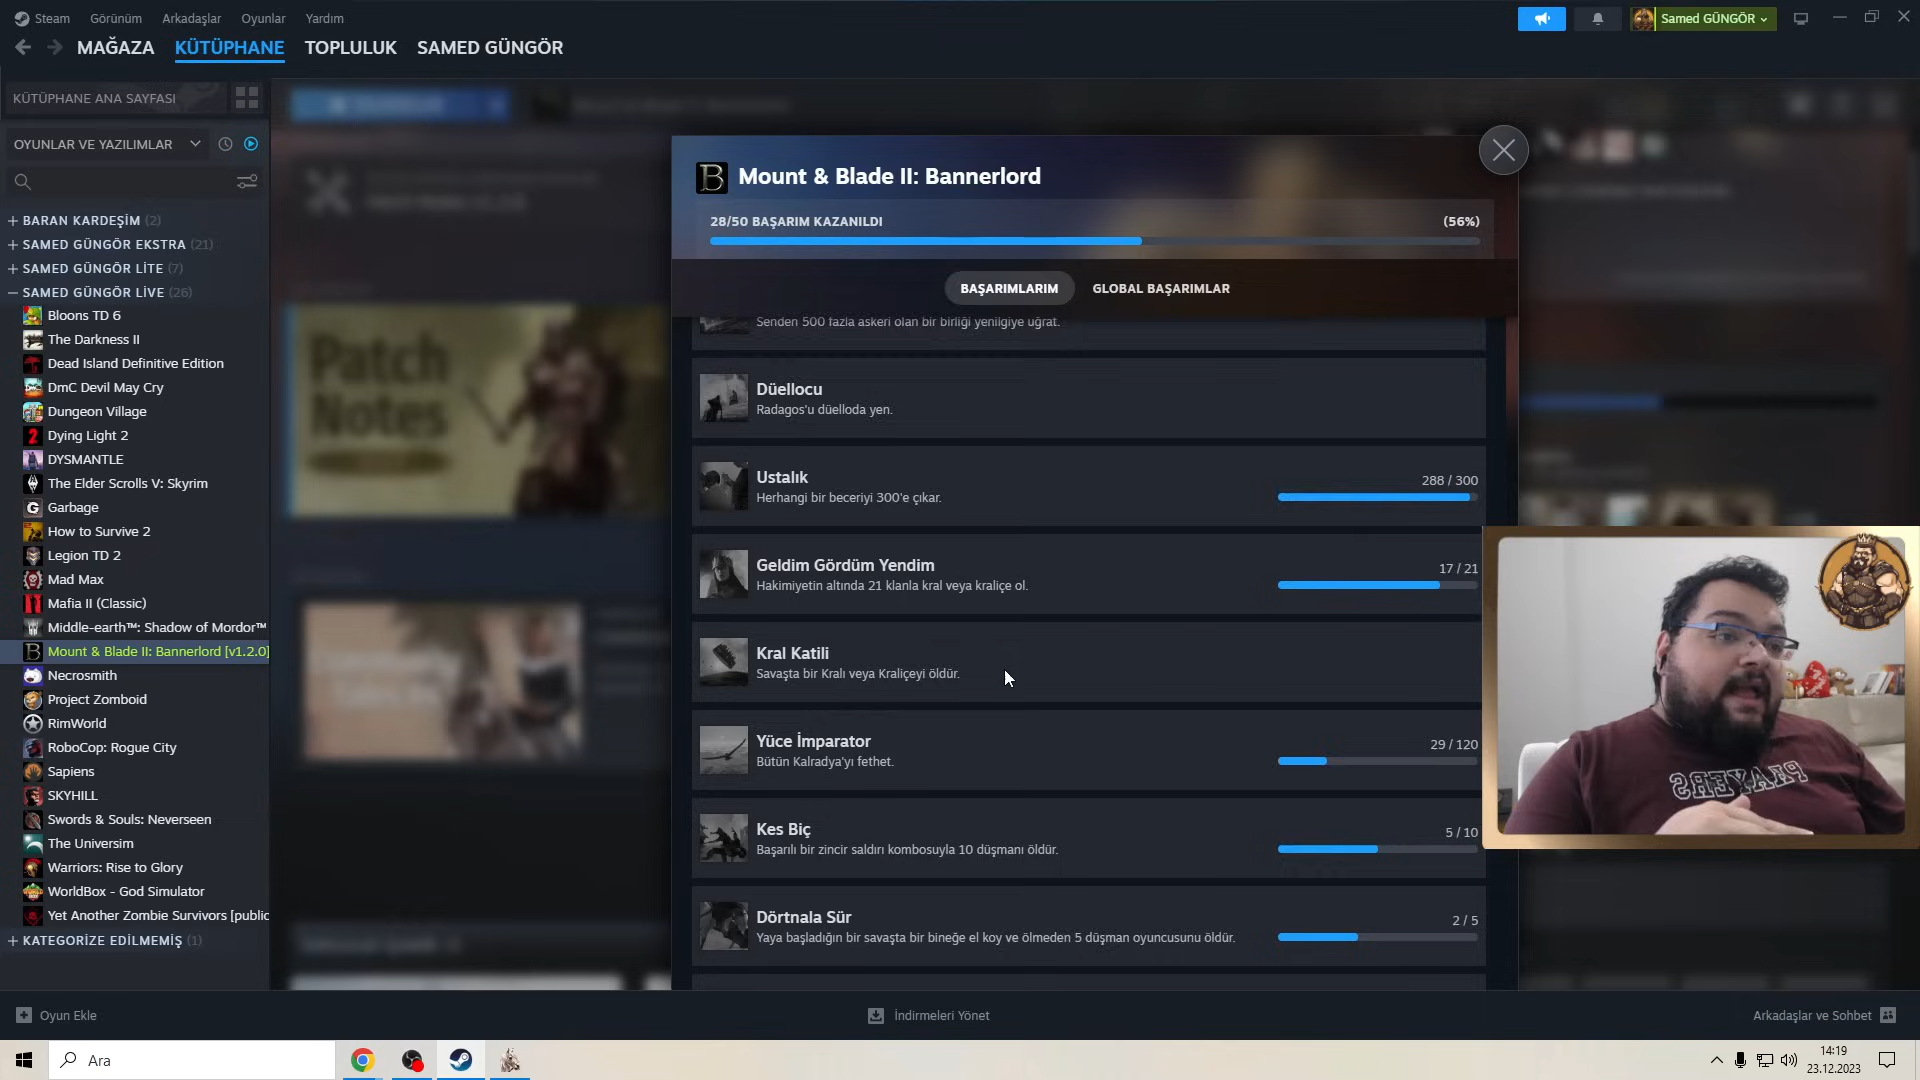 Steam Görünüm Arkadaşlar Oyunlar Yardım
Samed GÜNGÖR
MAĞAZA KÜTÜPHANE TOPLULUK SAMED GÜNGÖR
KÜTÜPHANE ANA SAYFASI
OYUNLAR VE YAZILIMLAR
BARAN KARDEŞİM (2)
SAMED GÜNGÖR EKSTRA (21)
SAMED GÜNGÖR LİTE (7)
SAMED GÜNGÖR LİVE (26)
Bloons TD 6
The Darkness II
Dead Island Definitive Edition
DmC Devil May Cry
Dungeon Village
Dying Light 2
DYSMANTLE
The Elder Scrolls V: Skyrim
Garbage
How to Survive 2
Legion TD 2
Mad Max
Mafia II (Classic)
Middle-earth™: Shadow of Mordor™
Mount & Blade II: Bannerlord [v1.2.0]
Necrosmith
Project Zomboid
RimWorld
RoboCop: Rogue City
Sapiens
SKYHILL
Swords & Souls: Neverseen
The Universim
Warriors: Rise to Glory
WorldBox - God Simulator
Yet Another Zombie Survivors [public
KATEGORİZE EDİLMEMİŞ (1)
Patch
Notes
Mount & Blade II: Bannerlord
28/50 BAŞARIM KAZANILDI (56%)
BAŞARIMLARIM GLOBAL BAŞARIMLAR
Senden 500 fazla askeri olan bir birliği yenilgiye uğrat.
Düellocu
Radagos'u düelloda yen.
Ustalık
Herhangi bir beceriyi 300'e çıkar.
288 / 300
Geldim Gördüm Yendim
Hakimiyetin altında 21 klanla kral veya kraliçe ol.
17 / 21
Kral Katili
Savaşta bir Kralı veya Kraliçeyi öldür.
Yüce İmparator
Bütün Kalradya'yı fethet.
29 / 120
Kes Biç
Başarılı bir zincir saldırı kombosuyla 10 düşmanı öldür.
5 / 10
Dörtnala Sür
Yaya başladığın bir savaşta bir bineğe el koy ve ölmeden 5 düşman oyuncusunu öldür.
2 / 5
PRAYERS
Oyun Ekle
İndirmeleri Yönet
Arkadaşlar ve Sohbet
Ara
14:19
23.12.2023